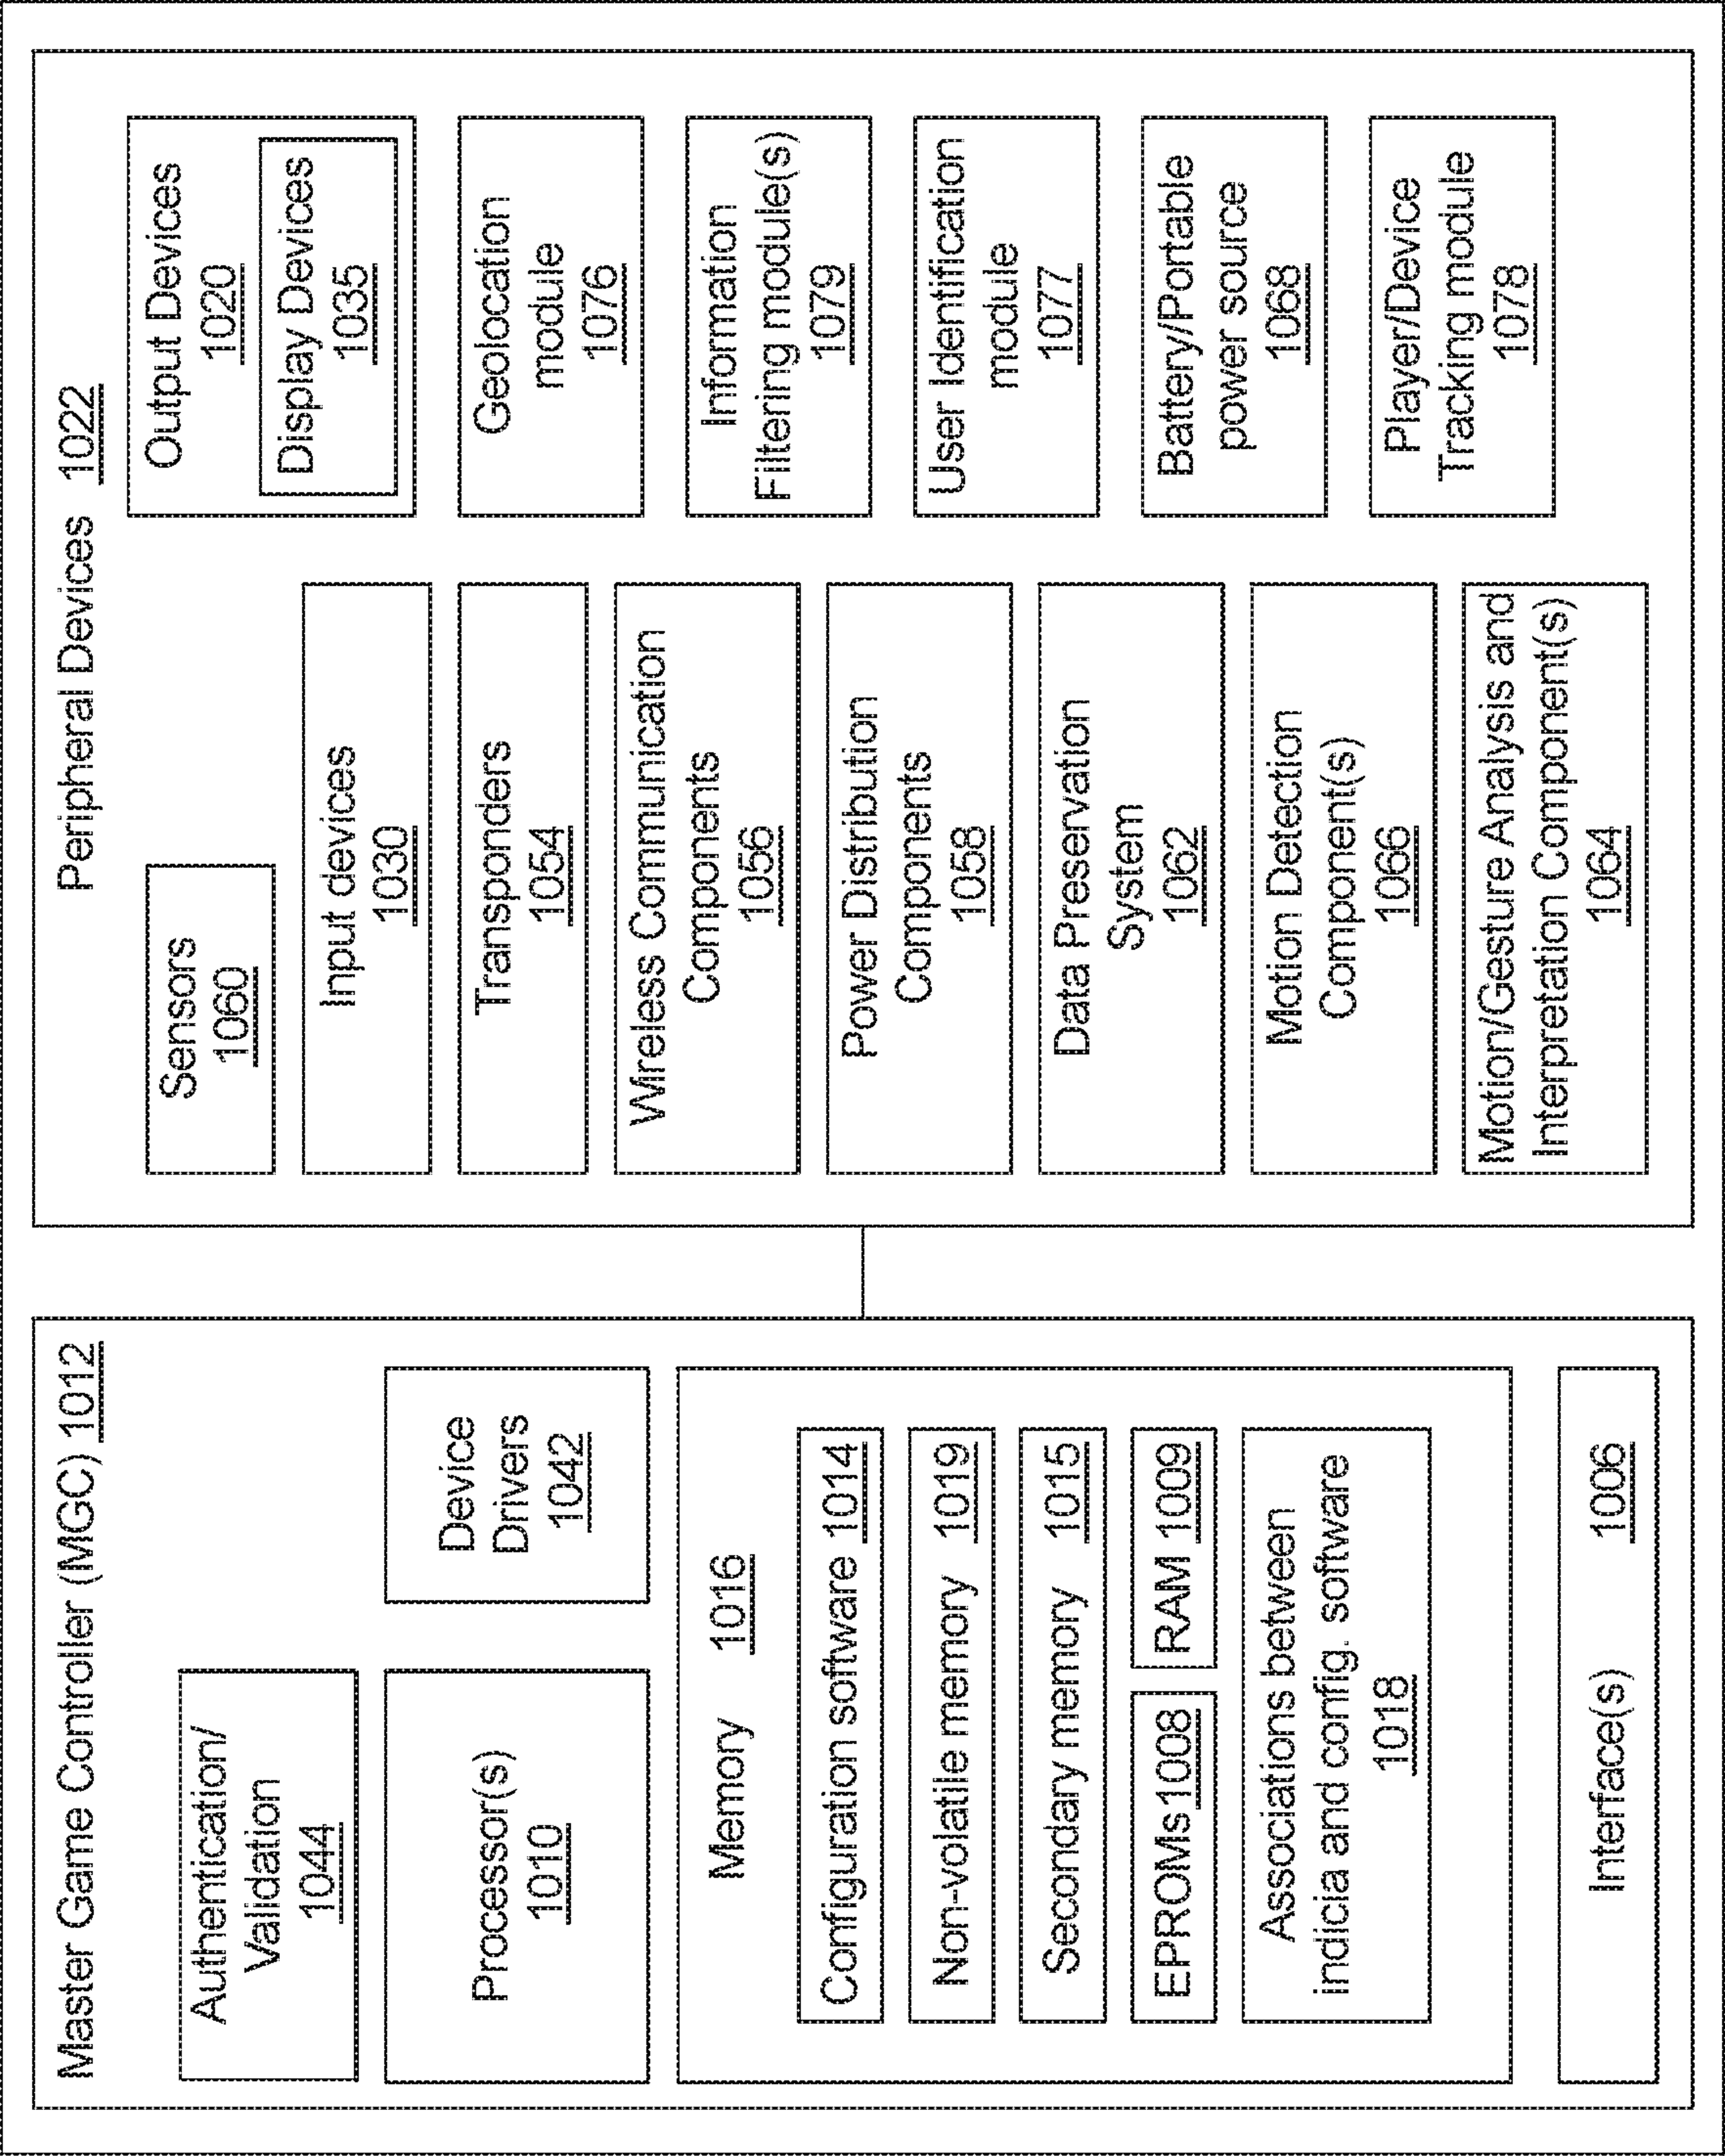 Master Game Controller (MGC) 1012
Authentication/
Validation
1044
Processor(s)
1010
Device
Drivers
1042
Memory 1016
Configuration software 1014
Non-volatile memory 1019
Secondary memory 1015
EPROMs 1008
RAM 1009
Associations between
indicia and config. software
1018
Interface(s) 1006
Peripheral Devices 1022
Sensors
1060
Input devices
1030
Transponders
1054
Wireless Communication
Components
1056
Power Distribution
Components
1058
Data Preservation
System
1062
Motion Detection
Component(s)
1066
Motion/Gesture Analysis and
Interpretation Component(s)
1064
Output Devices
1020
Display Devices
1035
Geolocation
module
1076
Information
Filtering module(s)
1079
User Identification
module
1077
Battery/Portable
power source
1068
Player/Device
Tracking module
1078